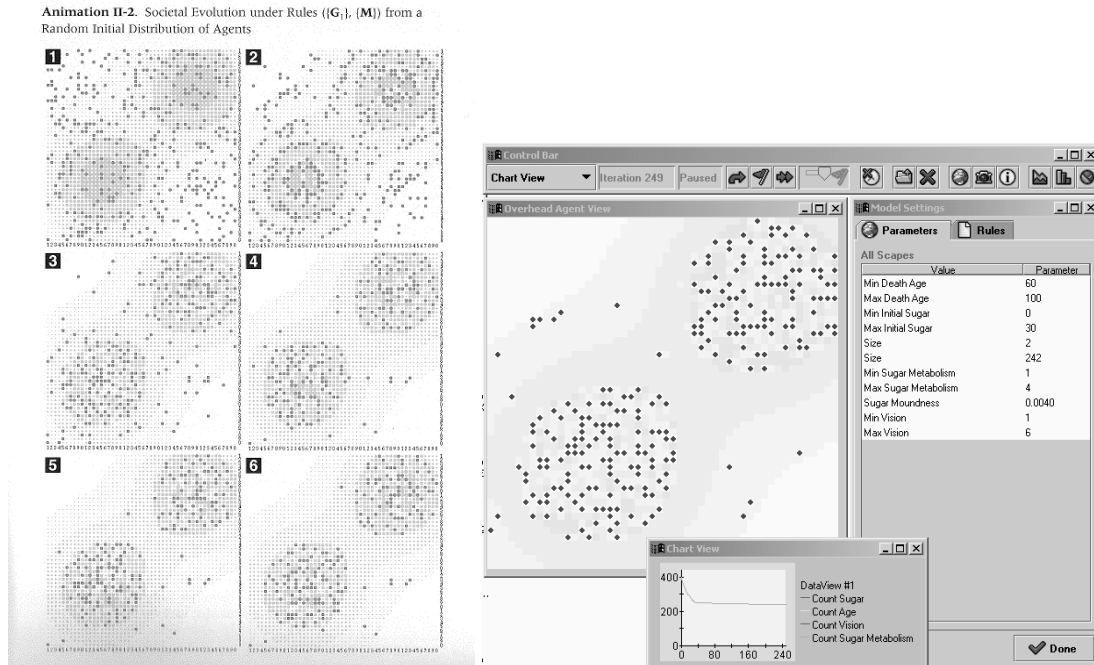 Animation II-2. Societal Evolution under Rules ({G₁}, {M}) from a
Random Initial Distribution of Agents
1
2
3
4
5
6
Control Bar
Chart View
Iteration 249
Paused
Overhead Agent View
Model Settings
Parameters
Rules
All Scapes
Value Parameter
Min Death Age 60
Max Death Age 100
Min Initial Sugar 0
Max Initial Sugar 30
Size 2
Size 242
Min Sugar Metabolism 1
Max Sugar Metabolism 4
Sugar Moundness 0.0040
Min Vision 1
Max Vision 6
Chart View
400
200
0
0 80 160 240
DataView #1
Count Sugar
Count Age
Count Vision
Count Sugar Metabolism
Done